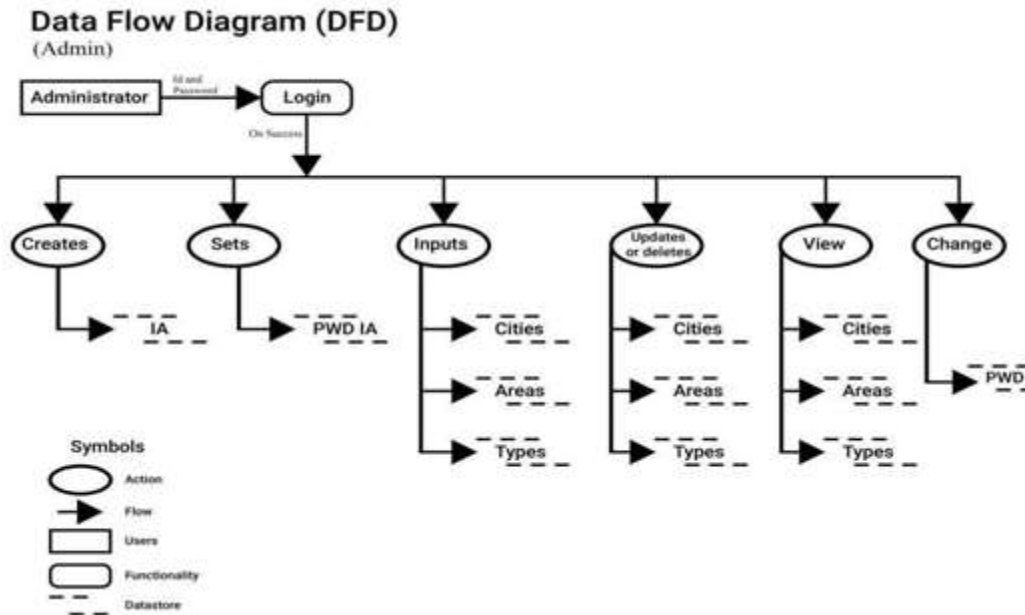 Data Flow Diagram (DFD)
(Admin)
Id and
Password
Administrator
Login
On Success
Creates
Sets
Inputs
Updates
or deletes
View
Change
IA
PWD IA
Cities
Cities
Cities
Areas
Areas
Areas
PWD
Types
Types
Types
Symbols
Action
Flow
Users
Functionality
Datastore